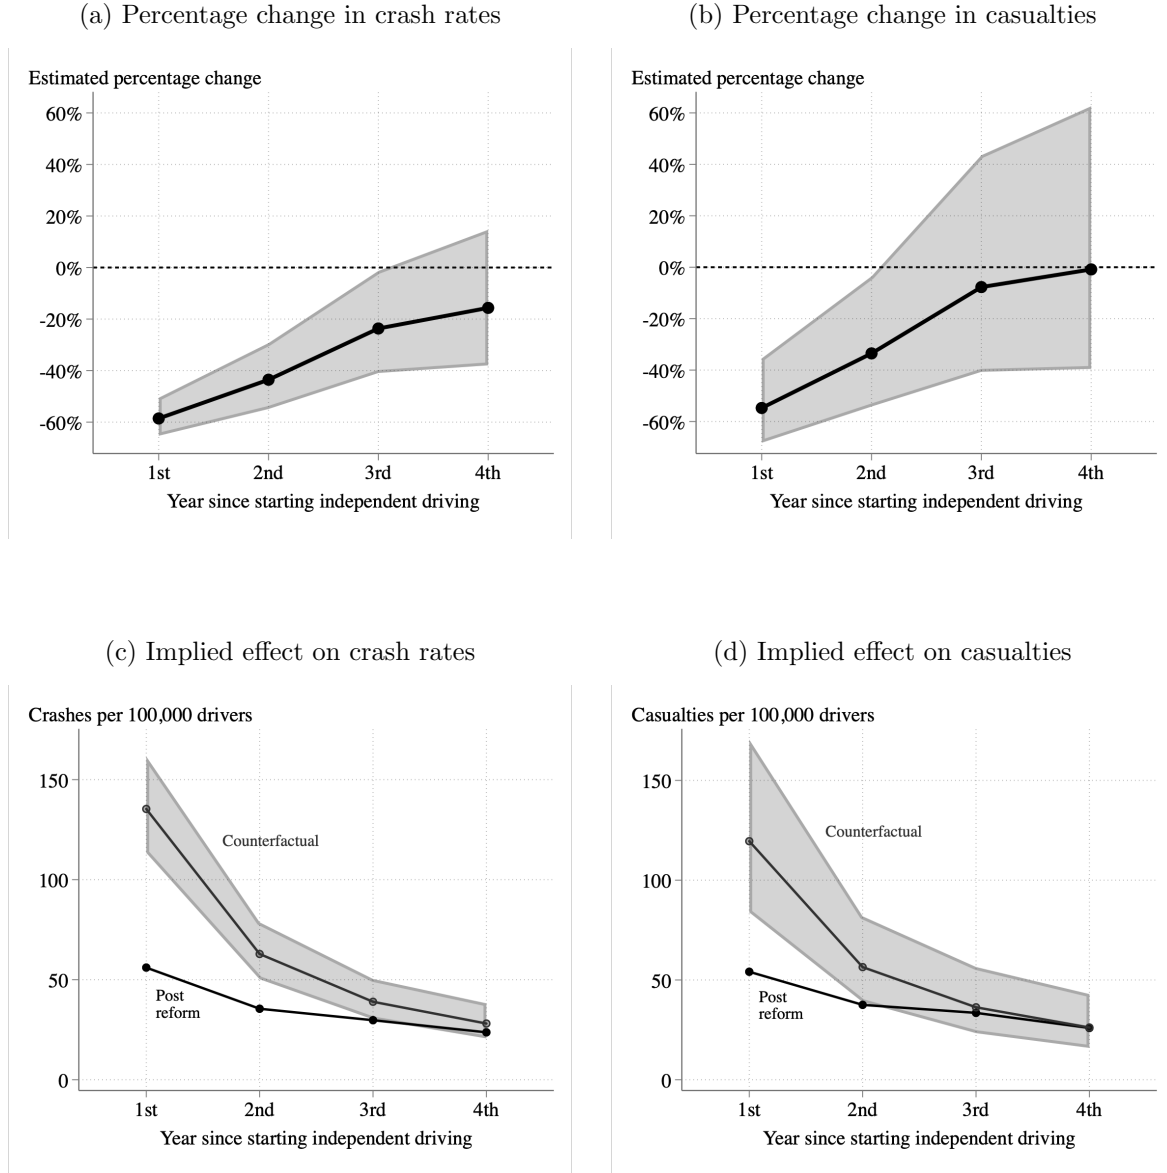 (a) Percentage change in crash rates
Estimated percentage change
60%
40%
20%
0%
-20%
-40%
-60%
1st 2nd 3rd 4th
Year since starting independent driving
(b) Percentage change in casualties
Estimated percentage change
60%
40%
20%
0%
-20%
-40%
-60%
1st 2nd 3rd 4th
Year since starting independent driving
(c) Implied effect on crash rates
Crashes per 100,000 drivers
150
100
50
0
Counterfactual
Post
reform
1st 2nd 3rd 4th
Year since starting independent driving
(d) Implied effect on casualties
Casualties per 100,000 drivers
150
100
50
0
Counterfactual
Post
reform
1st 2nd 3rd 4th
Year since starting independent driving